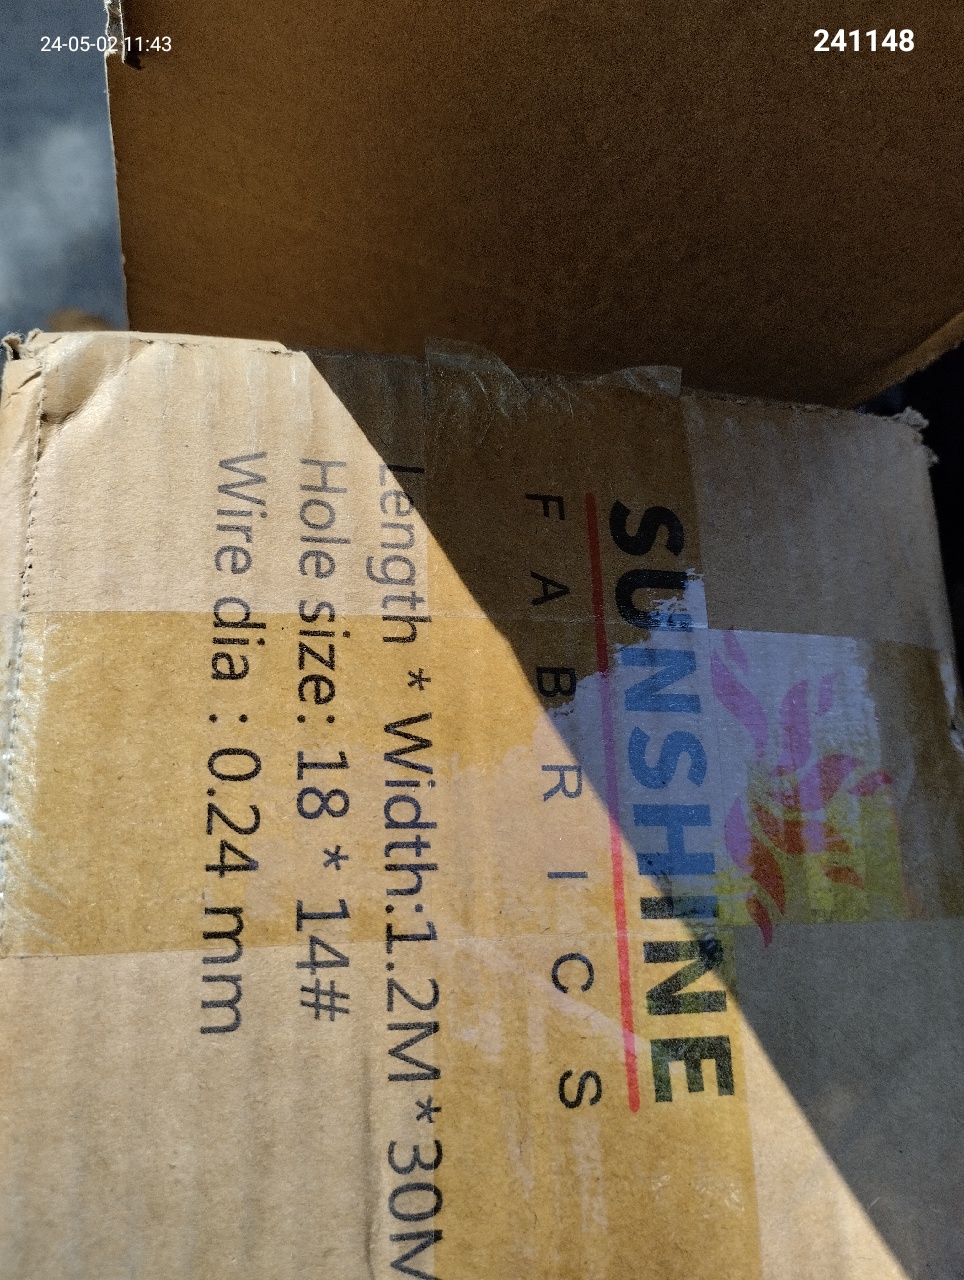 24-05-02 11:43
241148
SUNSHINE
FABRICS
Length * Width:1.2M*30M
Hole size: 18 * 14#
Wire dia : 0.24 mm